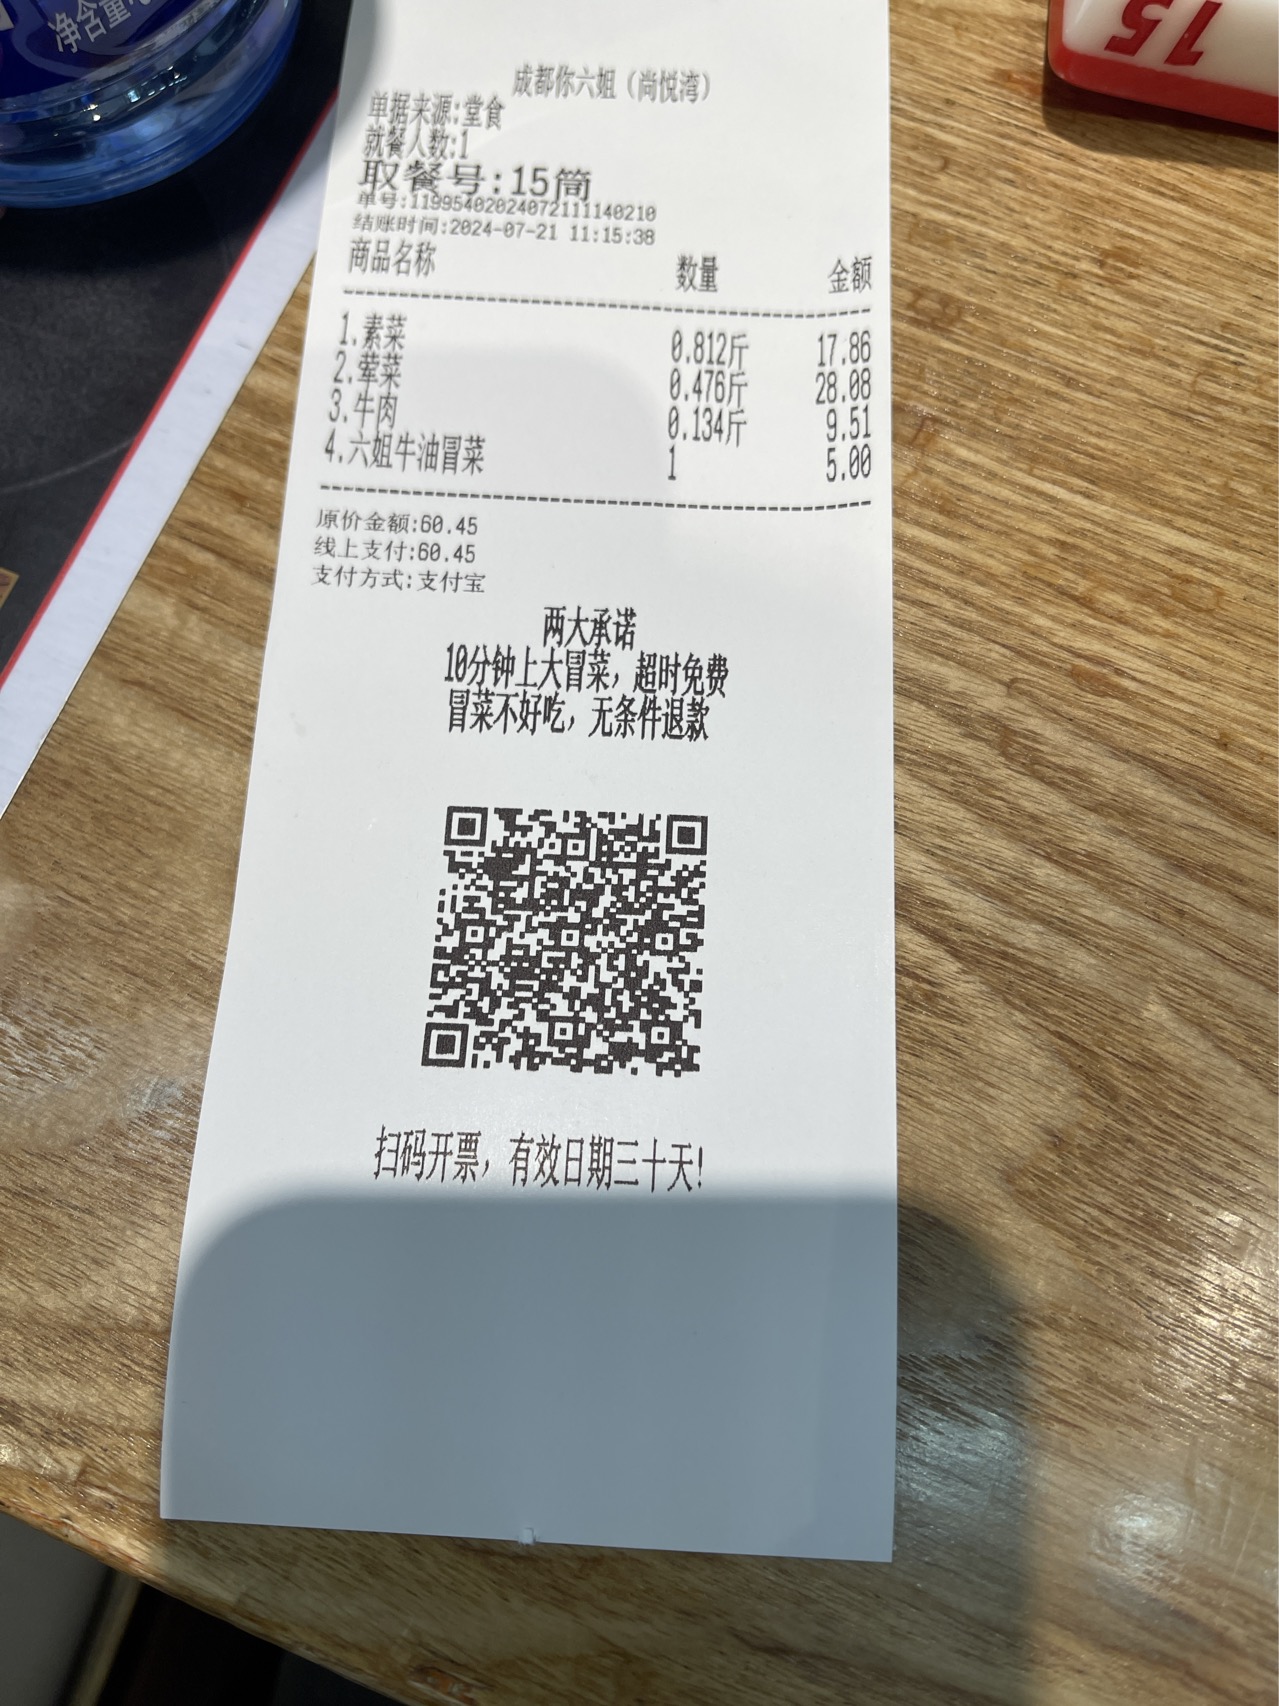 净含量
15
成都你六姐（尚悦湾）
单据来源:堂食
就餐人数:1
取餐号:15筒
单号:11995402024072111140210
结账时间:2024-07-21 11:15:38
商品名称 数量 金额
1.素菜 0.812斤 17.86
2.荤菜 0.476斤 28.08
3.牛肉 0.134斤 9.51
4.六姐牛油冒菜 1 5.00
原价金额:60.45
线上支付:60.45
支付方式:支付宝
两大承诺
10分钟上大冒菜，超时免费
冒菜不好吃，无条件退款
扫码开票，有效日期三十天!